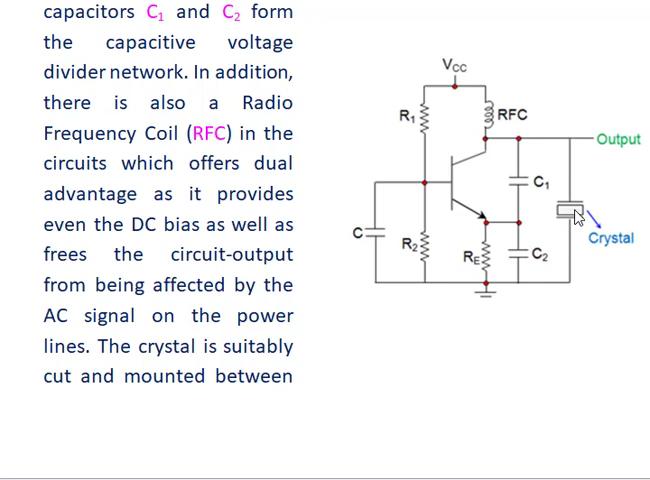 capacitors C₁ and C₂ form
the capacitive voltage
divider network. In addition,
there is also a Radio
Frequency Coil (RFC) in the
circuits which offers dual
advantage as it provides
even the DC bias as well as
frees the circuit-output
from being affected by the
AC signal on the power
lines. The crystal is suitably
cut and mounted between
VCC
R₁
RFC
Output
C₁
C
R₂
RE
C₂
Crystal